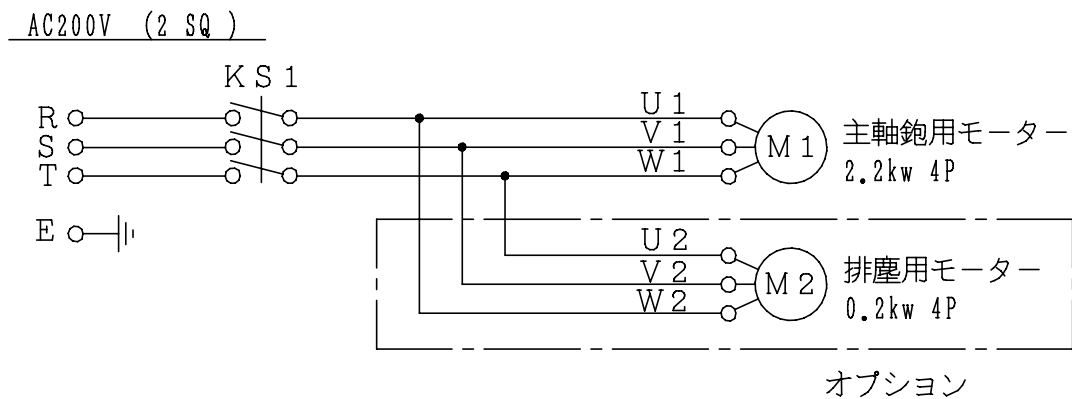 AC200V (2 SQ )
KS1
R
S
T
E
U1
V1
W1
M1
主軸鉋用モーター
2.2kw 4P
U2
V2
W2
M2
排塵用モーター
0.2kw 4P
オプション